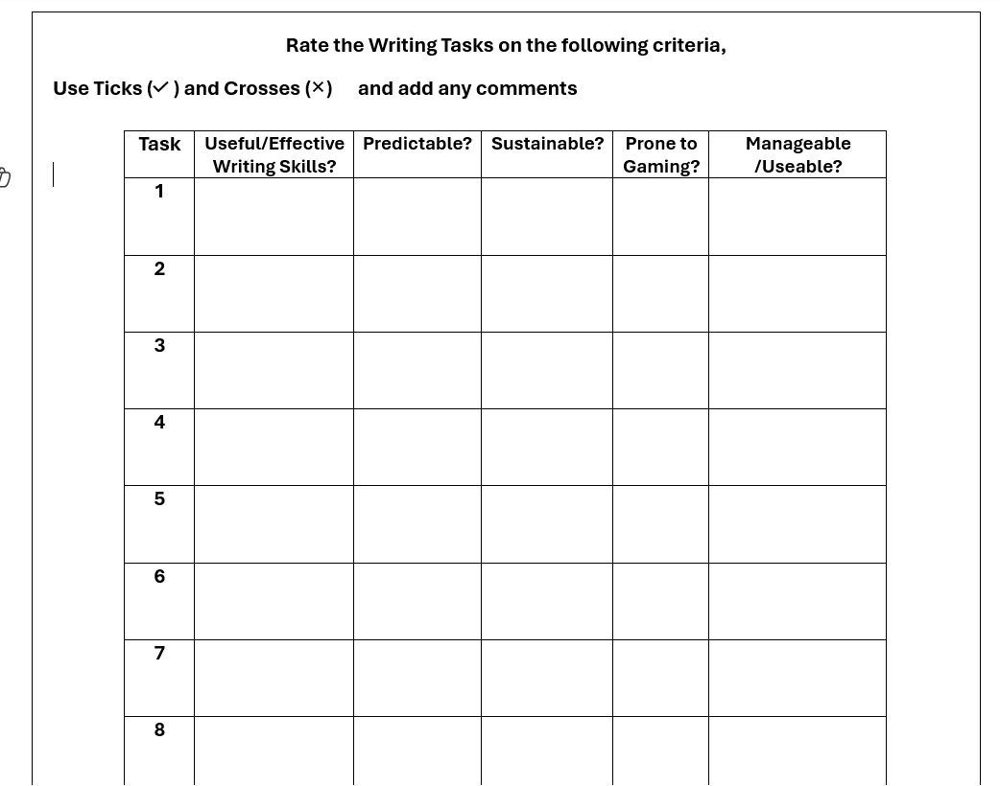 Rate the Writing Tasks on the following criteria,
Use Ticks (✓ ) and Crosses (×) and add any comments
Task Useful/Effective Writing Skills? Predictable? Sustainable? Prone to Gaming? Manageable /Useable?
1
2
3
4
5
6
7
8